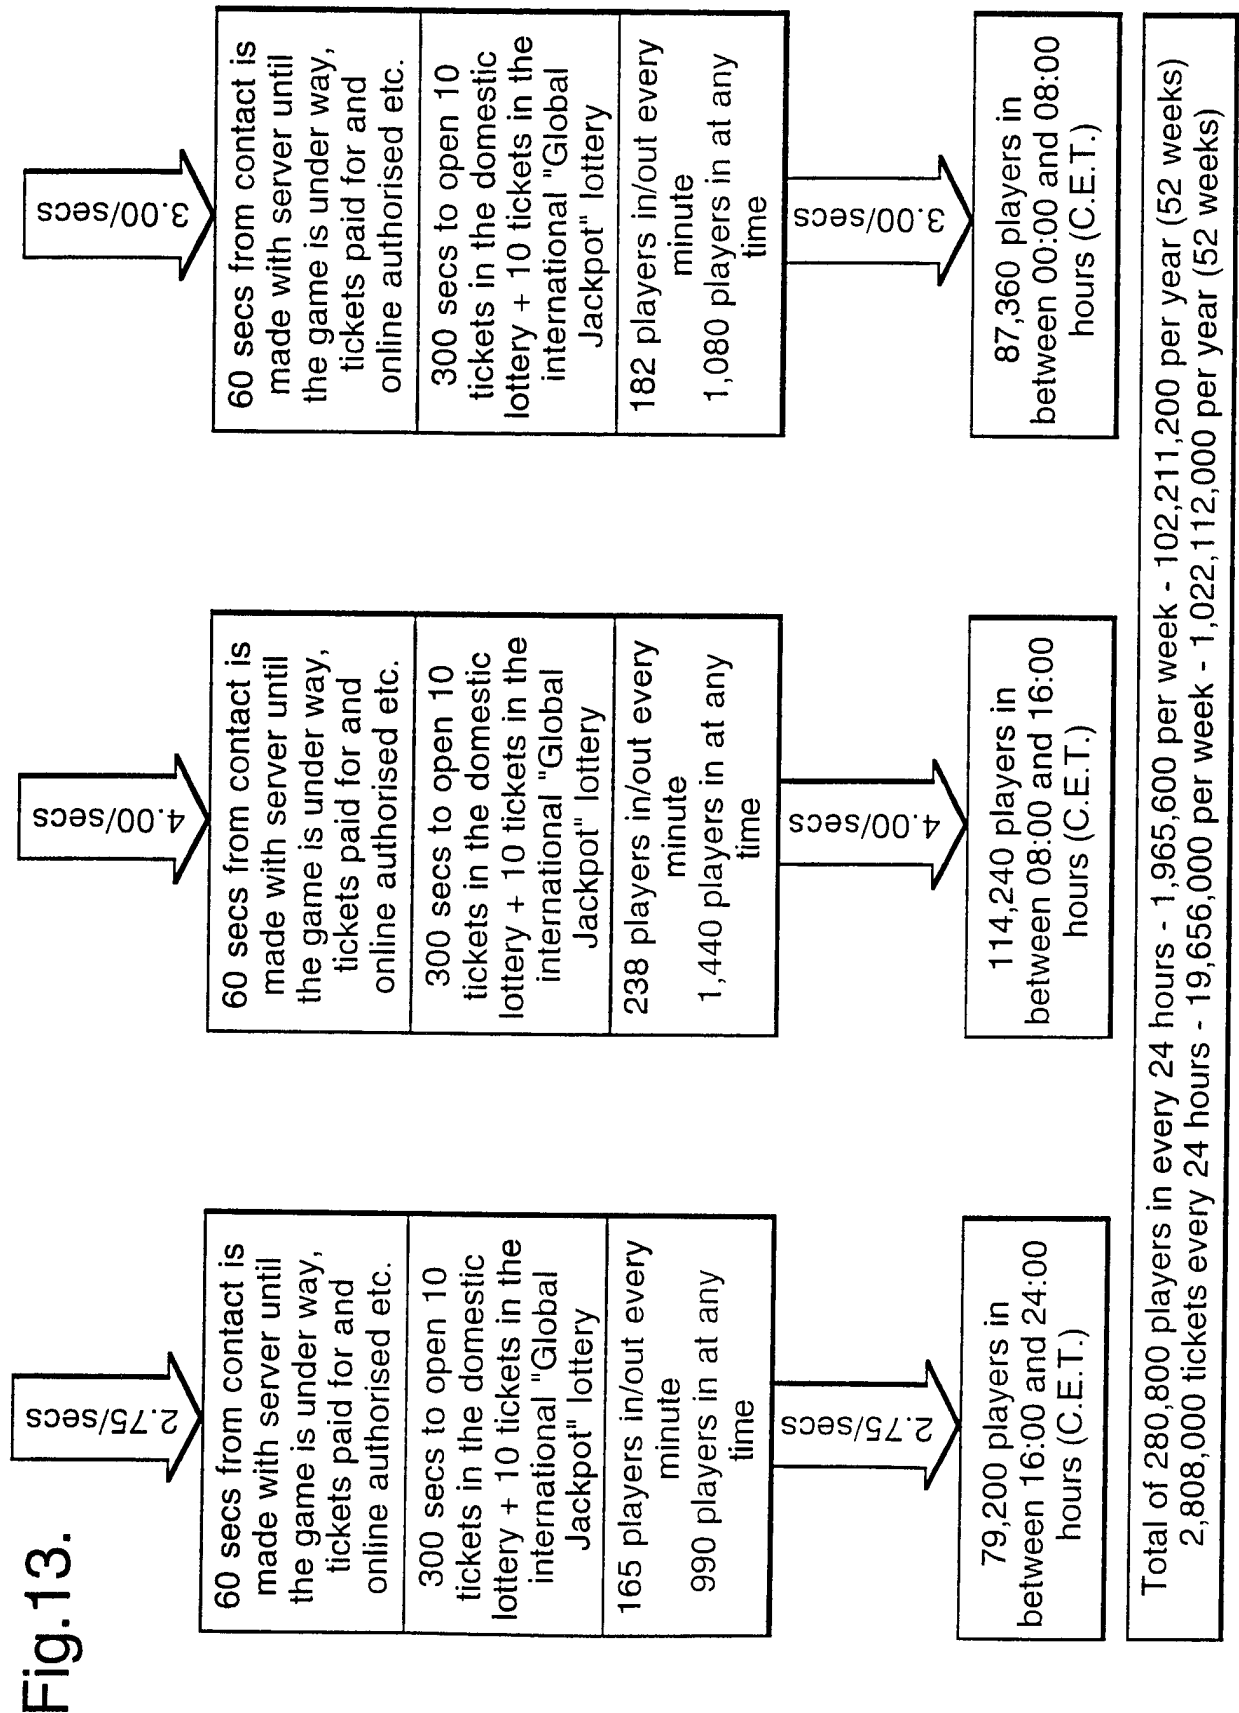 Fig.13.
2.75/secs
60 secs from contact is
made with server until
the game is under way,
tickets paid for and
online authorised etc.
300 secs to open 10
tickets in the domestic
lottery + 10 tickets in the
international "Global
Jackpot" lottery
165 players in/out every
minute
990 players in at any
time
2.75/secs
79,200 players in
between 16:00 and 24:00
hours (C.E.T.)
4.00/secs
60 secs from contact is
made with server until
the game is under way,
tickets paid for and
online authorised etc.
300 secs to open 10
tickets in the domestic
lottery + 10 tickets in the
international "Global
Jackpot" lottery
238 players in/out every
minute
1,440 players in at any
time
4.00/secs
114,240 players in
between 08:00 and 16:00
hours (C.E.T.)
3.00/secs
60 secs from contact is
made with server until
the game is under way,
tickets paid for and
online authorised etc.
300 secs to open 10
tickets in the domestic
lottery + 10 tickets in the
international "Global
Jackpot" lottery
182 players in/out every
minute
1,080 players in at any
time
3.00/secs
87,360 players in
between 00:00 and 08:00
hours (C.E.T.)
Total of 280,800 players in every 24 hours - 1,965,600 per week - 102,211,200 per year (52 weeks)
2,808,000 tickets every 24 hours - 19,656,000 per week - 1,022,112,000 per year (52 weeks)